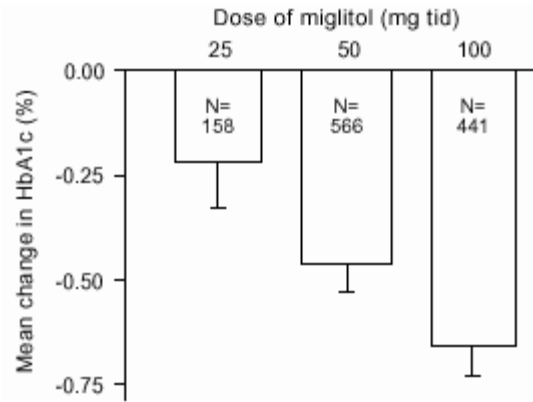 Dose of miglitol (mg tid)
25 50 100
0.00
N= N= N=
158 566 441
-0.25
-0.50
-0.75
Mean change in HbA1c (%)